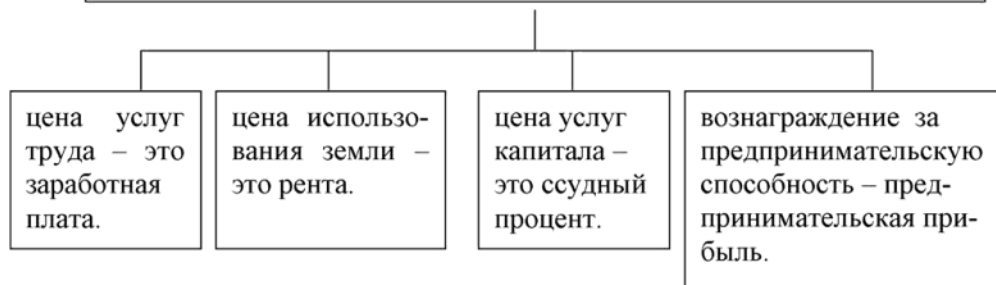 цена услуг
труда – это
заработная
плата.
цена использо-
вания земли –
это рента.
цена услуг
капитала –
это ссудный
процент.
вознаграждение за
предпринимательскую
способность – пред-
принимательская при-
быль.